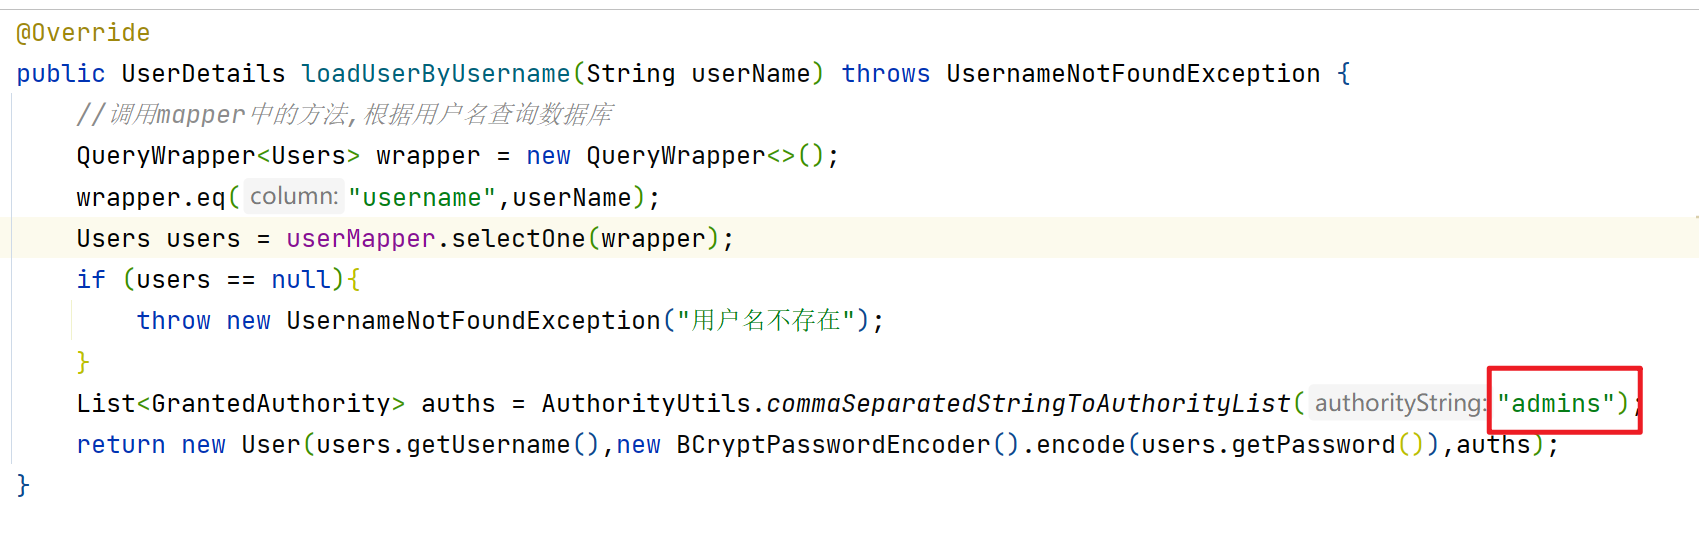 @Override
public UserDetails loadUserByUsername(String userName) throws UsernameNotFoundException {
//调用mapper中的方法,根据用户名查询数据库
QueryWrapper<Users> wrapper = new QueryWrapper<>();
wrapper.eq( column: "username",userName);
Users users = userMapper.selectOne(wrapper);
if (users == null){
throw new UsernameNotFoundException("用户名不存在");
}
List<GrantedAuthority> auths = AuthorityUtils.commaSeparatedStringToAuthorityList( authorityString: "admins");
return new User(users.getUsername(),new BCryptPasswordEncoder().encode(users.getPassword()),auths);
}